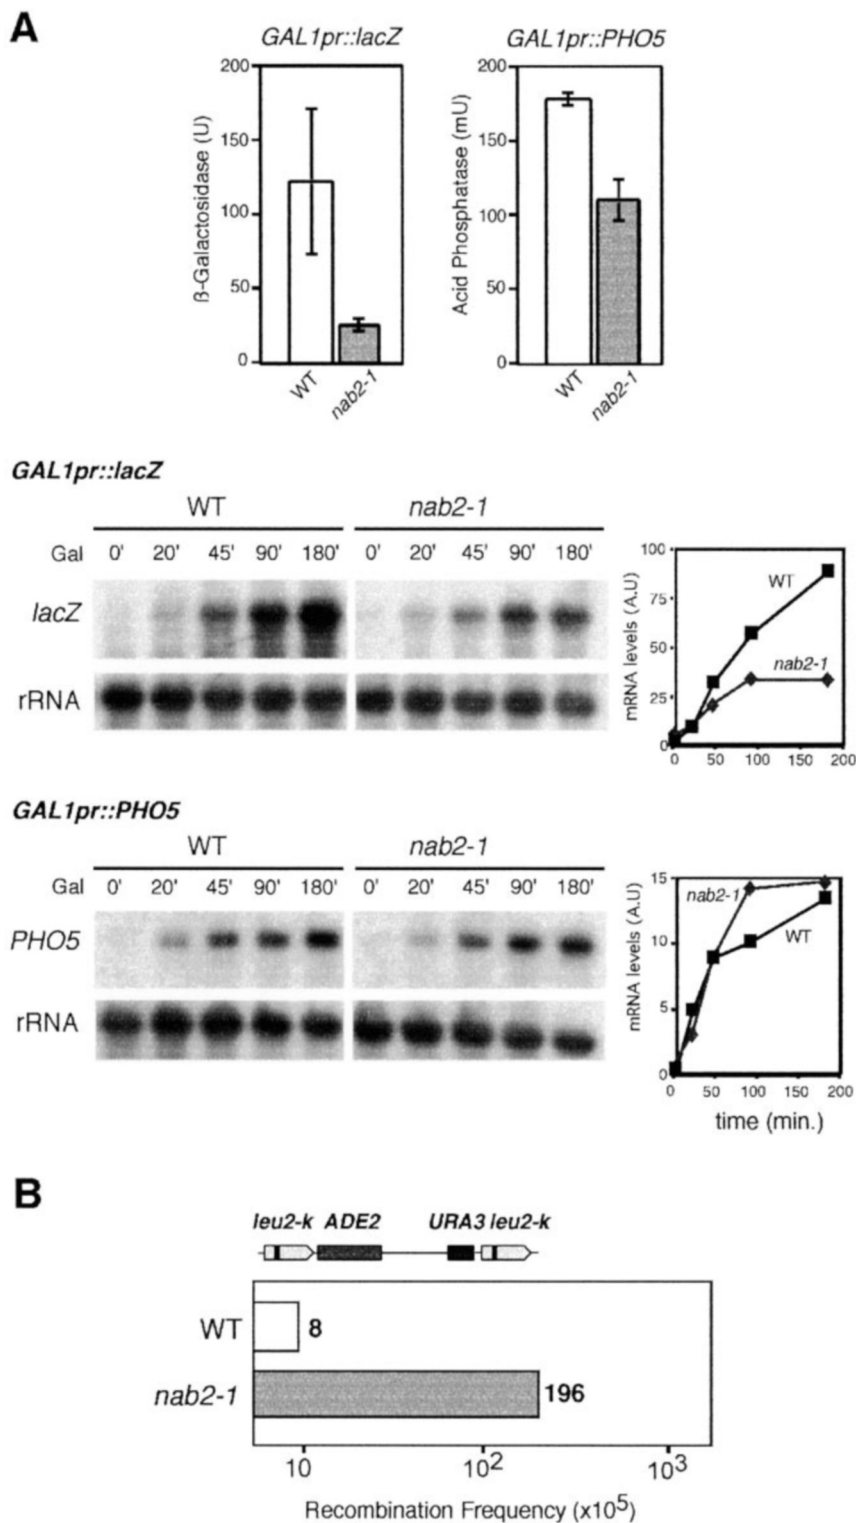 A
GAL1pr::lacZ
200
150
100
50
0
ß-Galactosidase (U)
WT
nab2-1
GAL1pr::PHO5
200
150
100
50
0
Acid Phosphatase (mU)
WT
nab2-1
GAL1pr::lacZ
WT nab2-1
Gal 0' 20' 45' 90' 180' 0' 20' 45' 90' 180'
lacZ
rRNA
100
75
50
25
0
mRNA levels (A.U)
WT
nab2-1
0 50 100 150 200
GAL1pr::PHO5
WT nab2-1
Gal 0' 20' 45' 90' 180' 0' 20' 45' 90' 180'
PHO5
rRNA
15
10
5
0
mRNA levels (A.U)
nab2-1
WT
0 50 100 150 200
time (min.)
B
leu2-k ADE2 URA3 leu2-k
WT 8
nab2-1 196
10 10² 10³
Recombination Frequency (x10⁵)